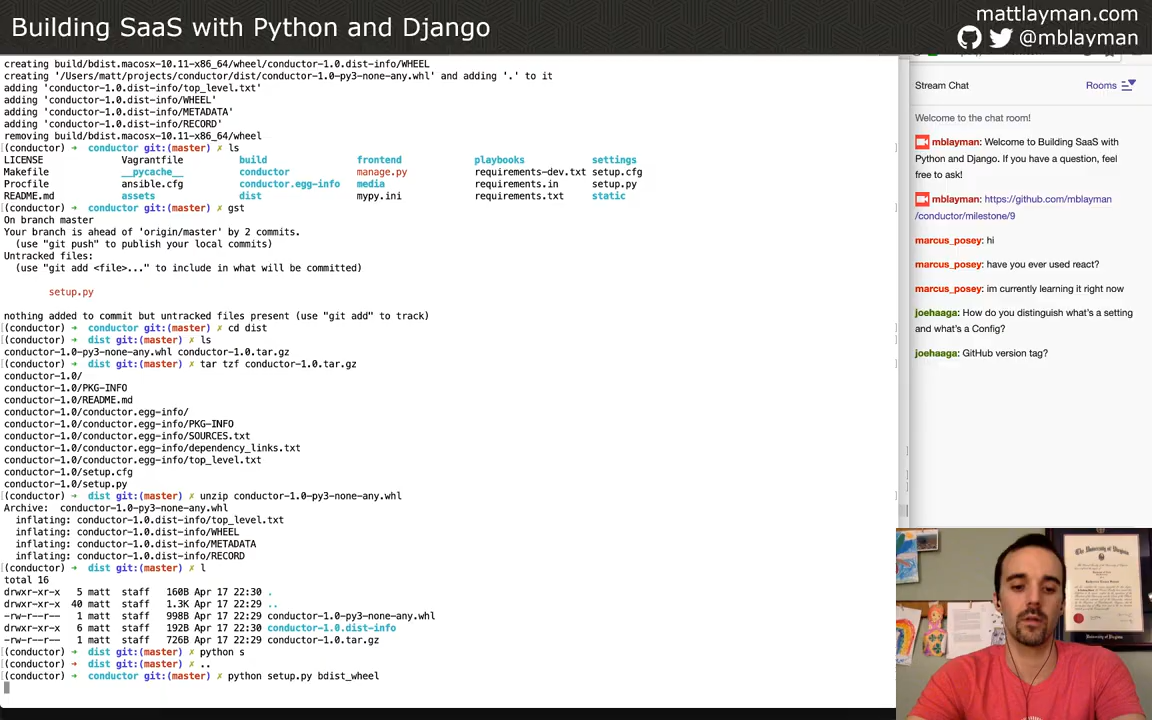 Building SaaS with Python and Django
mattlayman.com
@mblayman
creating build/bdist.macosx-10.11-x86_64/wheel/conductor-1.0.dist-info/WHEEL
creating '/Users/matt/projects/conductor/dist/conductor-1.0-py3-none-any.whl' and adding '.' to it
adding 'conductor-1.0.dist-info/top_level.txt'
adding 'conductor-1.0.dist-info/WHEEL'
adding 'conductor-1.0.dist-info/METADATA'
adding 'conductor-1.0.dist-info/RECORD'
removing build/bdist.macosx-10.11-x86_64/wheel
(conductor) ➜ conductor git:(master) ✗ ls
LICENSE Vagrantfile build frontend playbooks settings
Makefile __pycache__ conductor manage.py requirements-dev.txt setup.cfg
Procfile ansible.cfg conductor.egg-info media requirements.in setup.py
README.md assets dist mypy.ini requirements.txt static
(conductor) ➜ conductor git:(master) ✗ gst
On branch master
Your branch is ahead of 'origin/master' by 2 commits.
(use "git push" to publish your local commits)
Untracked files:
(use "git add <file>..." to include in what will be committed)
setup.py
nothing added to commit but untracked files present (use "git add" to track)
(conductor) ➜ conductor git:(master) ✗ cd dist
(conductor) ➜ dist git:(master) ✗ ls
conductor-1.0-py3-none-any.whl conductor-1.0.tar.gz
(conductor) ➜ dist git:(master) ✗ tar tzf conductor-1.0.tar.gz
conductor-1.0/
conductor-1.0/PKG-INFO
conductor-1.0/README.md
conductor-1.0/conductor.egg-info/
conductor-1.0/conductor.egg-info/PKG-INFO
conductor-1.0/conductor.egg-info/SOURCES.txt
conductor-1.0/conductor.egg-info/dependency_links.txt
conductor-1.0/conductor.egg-info/top_level.txt
conductor-1.0/setup.cfg
conductor-1.0/setup.py
(conductor) ➜ dist git:(master) ✗ unzip conductor-1.0-py3-none-any.whl
Archive: conductor-1.0-py3-none-any.whl
inflating: conductor-1.0.dist-info/top_level.txt
inflating: conductor-1.0.dist-info/WHEEL
inflating: conductor-1.0.dist-info/METADATA
inflating: conductor-1.0.dist-info/RECORD
(conductor) ➜ dist git:(master) ✗ l
total 16
drwxr-xr-x 5 matt staff 160B Apr 17 22:30 .
drwxr-xr-x 40 matt staff 1.3K Apr 17 22:29 ..
-rw-r--r-- 1 matt staff 998B Apr 17 22:29 conductor-1.0-py3-none-any.whl
drwxr-xr-x 6 matt staff 192B Apr 17 22:30 conductor-1.0.dist-info
-rw-r--r-- 1 matt staff 726B Apr 17 22:29 conductor-1.0.tar.gz
(conductor) ➜ dist git:(master) ✗ python s
(conductor) ➜ dist git:(master) ✗ ..
(conductor) ➜ conductor git:(master) ✗ python setup.py bdist_wheel
Stream Chat
Rooms
Welcome to the chat room!
mblayman: Welcome to Building SaaS with
Python and Django. If you have a question, feel
free to ask!
mblayman: https://github.com/mblayman
/conductor/milestone/9
marcus_posey: hi
marcus_posey: have you ever used react?
marcus_posey: im currently learning it right now
joehaaga: How do you distinguish what's a setting
and what's a Config?
joehaaga: GitHub version tag?
The University of Virginia